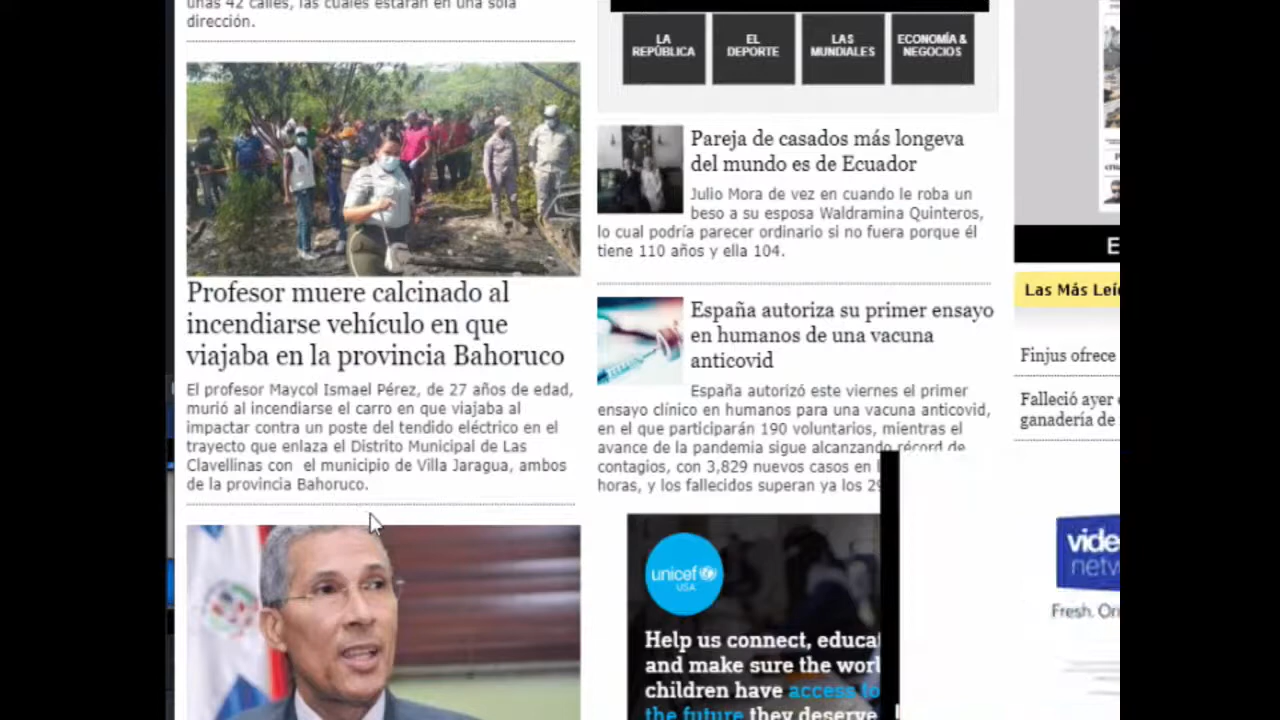 unas 42 calles, las cuales estarán en una sola
dirección.
Profesor muere calcinado al
incendiarse vehículo en que
viajaba en la provincia Bahoruco
El profesor Maycol Ismael Pérez, de 27 años de edad,
murió al incendiarse el carro en que viajaba al
impactar contra un poste del tendido eléctrico en el
trayecto que enlaza el Distrito Municipal de Las
Clavellinas con el municipio de Villa Jaragua, ambos
de la provincia Bahoruco.
LA
REPÚBLICA
EL
DEPORTE
LAS
MUNDIALES
ECONOMÍA &
NEGOCIOS
Pareja de casados más longeva
del mundo es de Ecuador
Julio Mora de vez en cuando le roba un
beso a su esposa Waldramina Quinteros,
lo cual podría parecer ordinario si no fuera porque él
tiene 110 años y ella 104.
España autoriza su primer ensayo
en humanos de una vacuna
anticovid
España autorizó este viernes el primer
ensayo clínico en humanos para una vacuna anticovid,
en el que participarán 190 voluntarios, mientras el
avance de la pandemia sigue alcanzando récord de
contagios, con 3,829 nuevos casos en l
horas, y los fallecidos superan ya los 29
unicef
USA
Help us connect, educa
and make sure the worl
children have access to
the future they deserve
E
Las Más Leí
Finjus ofrece
Falleció ayer
ganadería de
vide
netw
Fresh. Ori